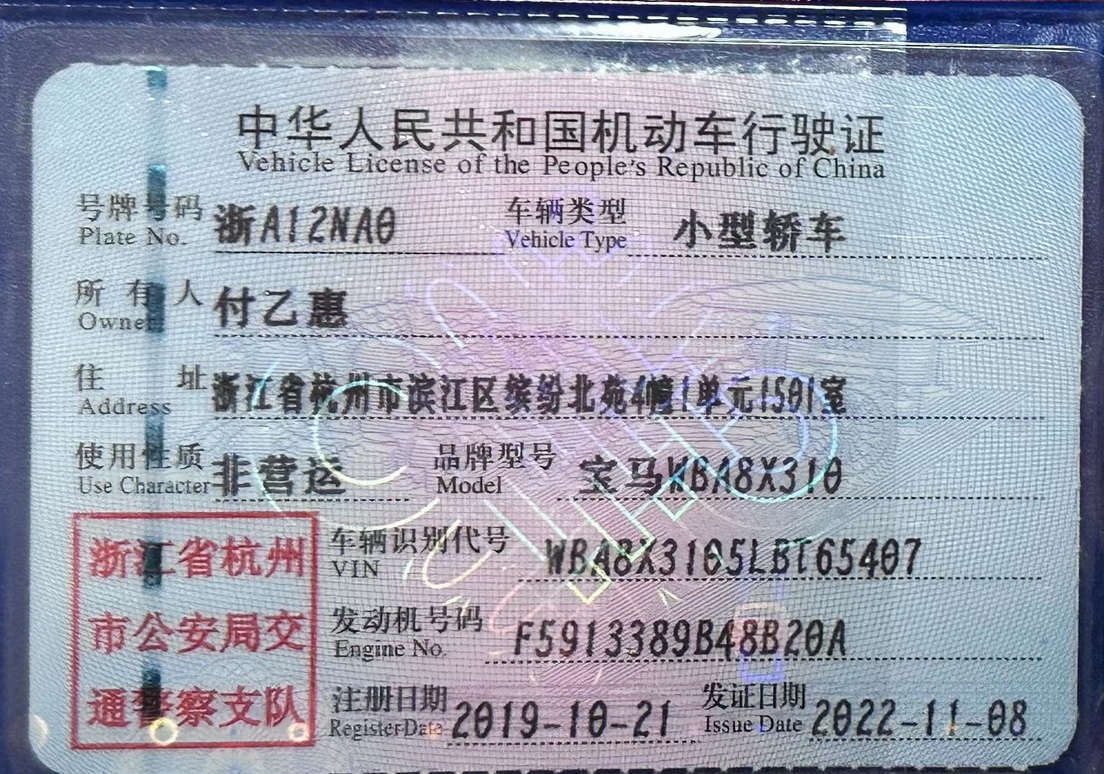 中华人民共和国机动车行驶证
Vehicle License of the People's Republic of China
号牌号码 浙A12NA0 车辆类型 小型轿车
Plate No. Vehicle Type
所有人 付乙惠
Owner
住址 浙江省杭州市滨江区缤纷北苑4幢1单元1501室
Address
使用性质 非营运 品牌型号 宝马WBA8X310
Use Character Model
浙江省杭州 车辆识别代号 WBA8X3105LBT65407
VIN
市公安局交 发动机号码 F5913389B48B20A
Engine No.
通警察支队 注册日期 2019-10-21 发证日期 2022-11-08
Register Date Issue Date